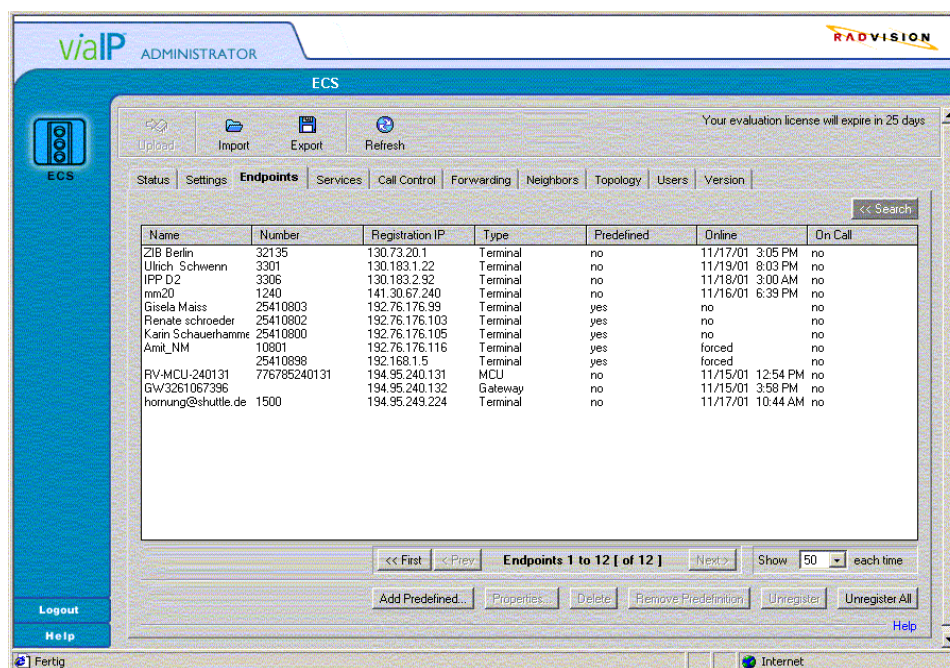 viaIP ADMINISTRATOR
RADVISION
ECS
ECS
Upload Import Export Refresh
Your evaluation license will expire in 25 days
Status Settings Endpoints Services Call Control Forwarding Neighbors Topology Users Version
<< Search
Name Number Registration IP Type Predefined Online On Call
ZIB Berlin 32135 130.73.20.1 Terminal no 11/17/01 3:05 PM no
Ulrich Schwenn 3301 130.183.1.22 Terminal no 11/19/01 8:03 PM no
IPP D2 3306 130.183.2.92 Terminal no 11/18/01 3:00 AM no
mm20 1240 141.30.67.240 Terminal no 11/16/01 6:39 PM no
Gisela Maiss 25410803 192.76.176.99 Terminal yes no no
Renate schroeder 25410802 192.76.176.103 Terminal yes no no
Karin Schauerhamme 25410800 192.76.176.105 Terminal yes no no
Amit_NM 10801 192.76.176.116 Terminal yes forced no
25410898 192.168.1.5 Terminal yes forced no
RV-MCU-240131 776785240131 194.95.240.131 MCU no 11/15/01 12:54 PM no
GW3261067396 194.95.240.132 Gateway no 11/15/01 3:58 PM no
hornung@shuttle.de 1500 194.95.249.224 Terminal no 11/17/01 10:44 AM no
<< First < Prev Endpoints 1 to 12 [ of 12 ] Next > Show 50 each time
Add Predefined... Properties... Delete Remove Predefinition Unregister Unregister All
Logout
Help
Help
Fertig Internet